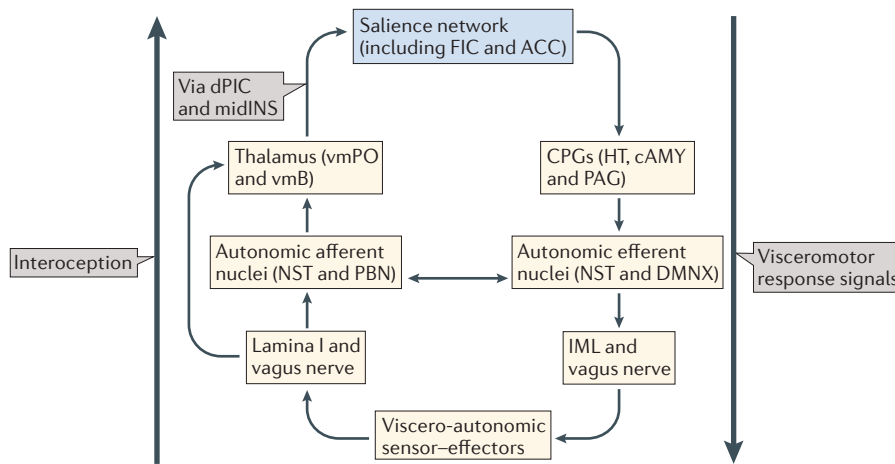 Salience network
(including FIC and ACC)
Via dPIC
and midINS
Thalamus (vmPO
and vmB)
CPGs (HT, cAMY
and PAG)
Interoception
Autonomic afferent
nuclei (NST and PBN)
Autonomic efferent
nuclei (NST and DMNX)
Visceromotor
response signals
Lamina I and
vagus nerve
IML and
vagus nerve
Viscero-autonomic
sensor–effectors